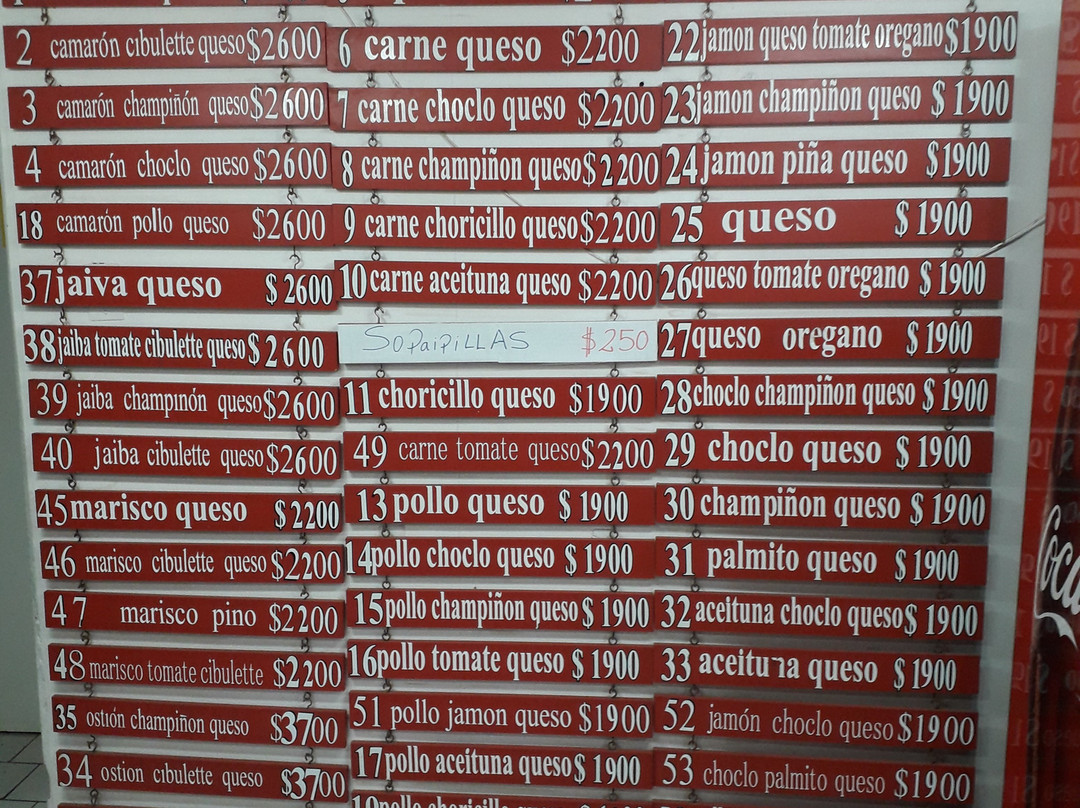 2 camarón cibulette queso $2600
3 camarón champiñón queso $2600
4 camarón choclo queso $2600
18 camarón pollo queso $2600
37 jaiva queso $2600
38 jaiba tomate cibulette queso $2600
39 jaiba champinón queso $2600
40 jaiba cibulette queso $2600
45 marisco queso $2200
46 marisco cibulette queso $2200
47 marisco pino $2200
48 marisco tomate cibulette $2200
35 ostión champiñon queso $3700
34 ostion cibulette queso $3700
6 carne queso $2200
7 carne choclo queso $2200
8 carne champiñon queso $2200
9 carne choricillo queso $2200
10 carne aceituna queso $2200
SOPAiPiLLAS $250
11 choricillo queso $1900
49 carne tomate queso $2200
13 pollo queso $1900
14 pollo choclo queso $1900
15 pollo champiñon queso $1900
16 pollo tomate queso $1900
51 pollo jamon queso $1900
17 pollo aceituna queso $1900
19 pollo choricillo
22 jamon queso tomate oregano $1900
23 jamon champiñon queso $1900
24 jamon piña queso $1900
25 queso $1900
26 queso tomate oregano $1900
27 queso oregano $1900
28 choclo champiñon queso $1900
29 choclo queso $1900
30 champiñon queso $1900
31 palmito queso $1900
32 aceituna choclo queso $1900
33 aceituna queso $1900
52 jamón choclo queso $1900
53 choclo palmito queso $1900
Coca